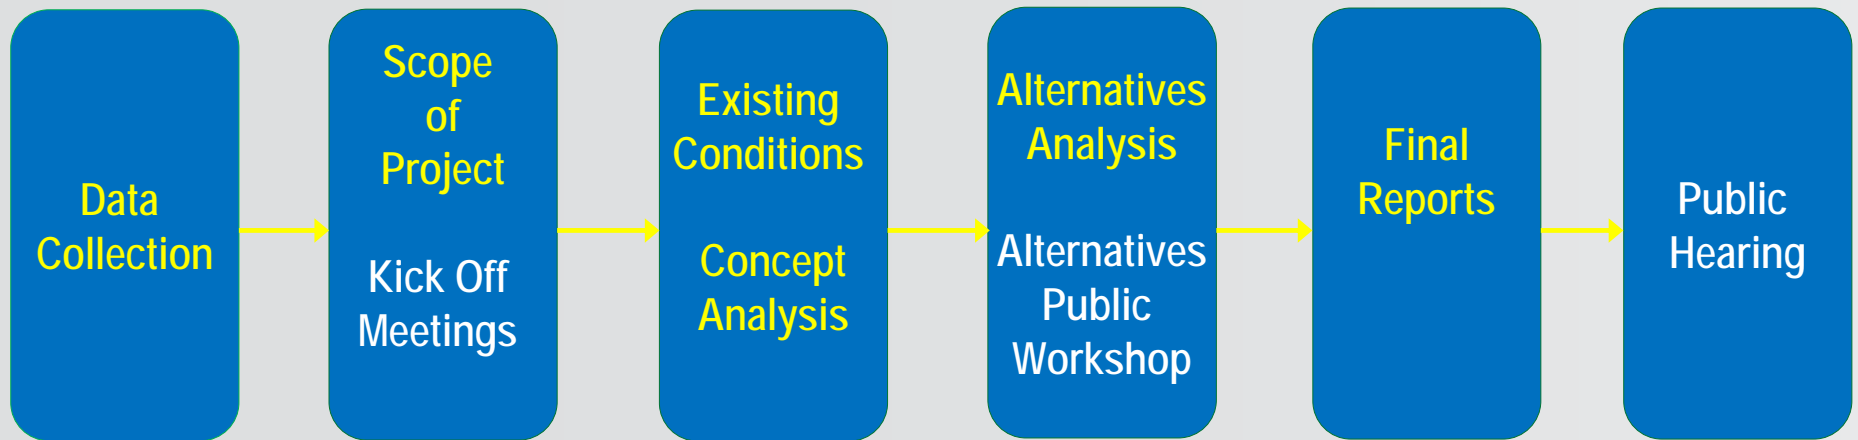 Data
Collection
Scope
of
Project
Kick Off
Meetings
Existing
Conditions
Concept
Analysis
Alternatives
Analysis
Alternatives
Public
Workshop
Final
Reports
Public
Hearing